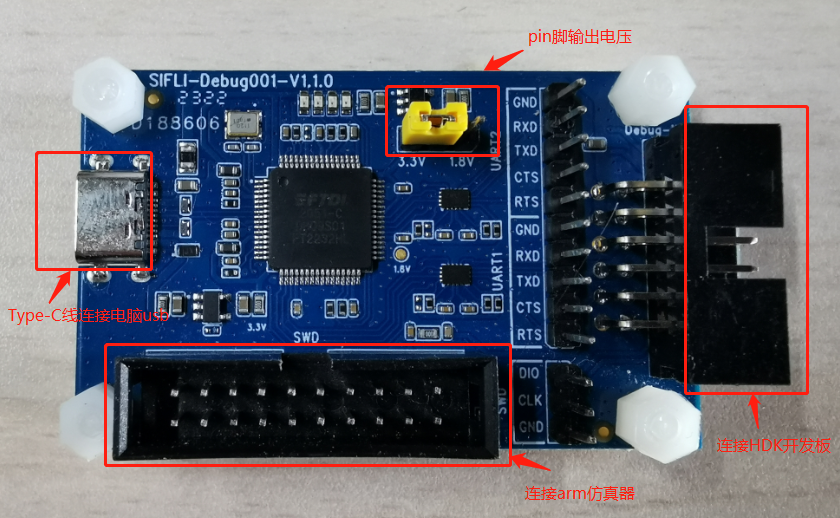 pin脚输出电压
SIFLI-Debug001-V1.1.0
2322
D183606
3.3V 1.8V
UART2
GND
RXD
TXD
CTS
RTS
Debug-
FTDI
1.8V
UART1
GND
RXD
TXD
CTS
RTS
Type-C线连接电脑usb
3.3V
SWD
SWD
DIO
CLK
GND
连接HDK开发板
连接arm仿真器